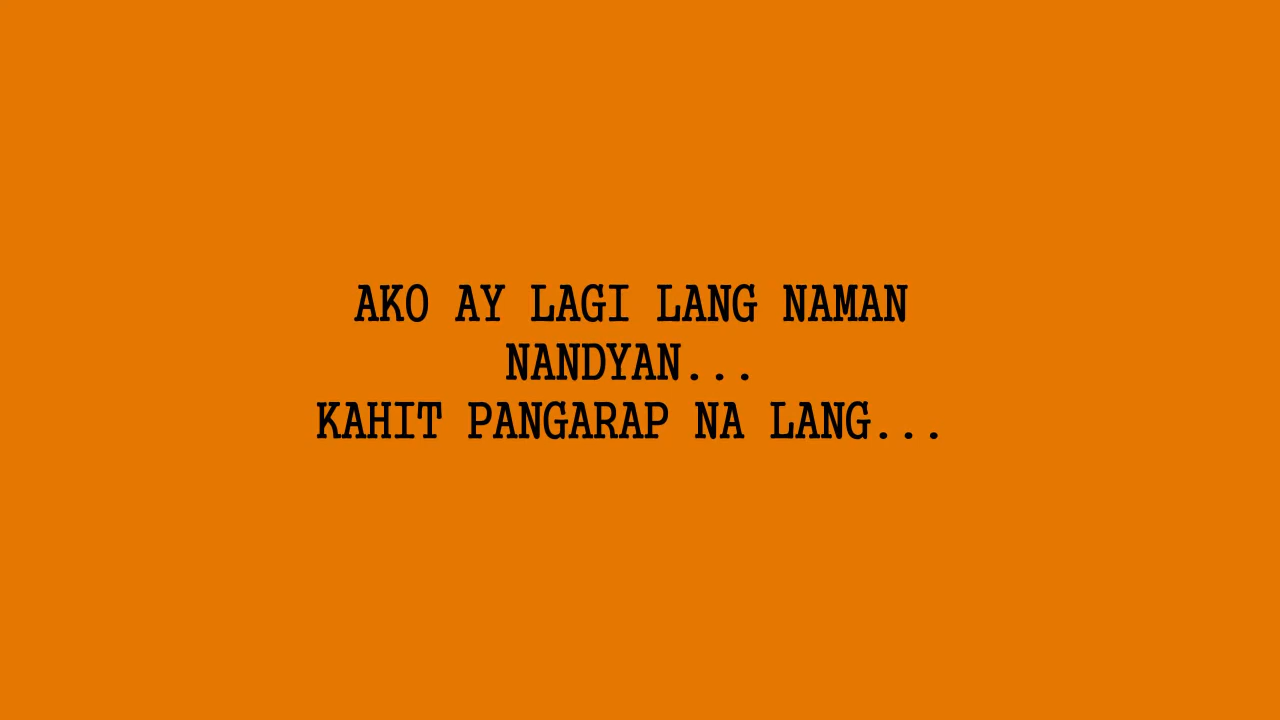 AKO AY LAGI LANG NAMAN
NANDYAN...
KAHIT PANGARAP NA LANG...